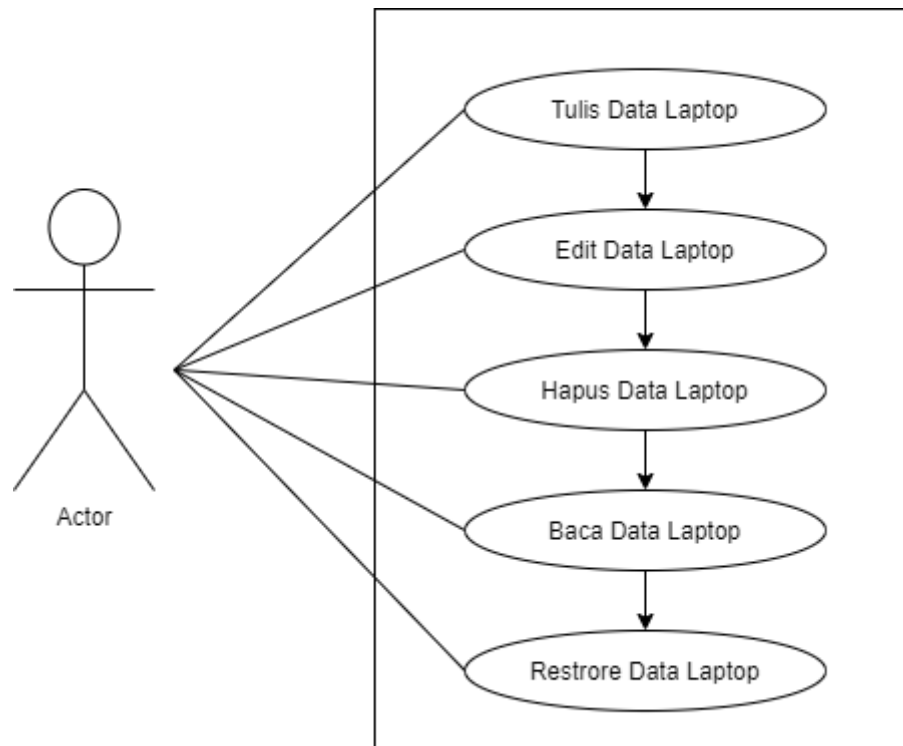 Tulis Data Laptop
Edit Data Laptop
Hapus Data Laptop
Actor
Baca Data Laptop
Restrore Data Laptop